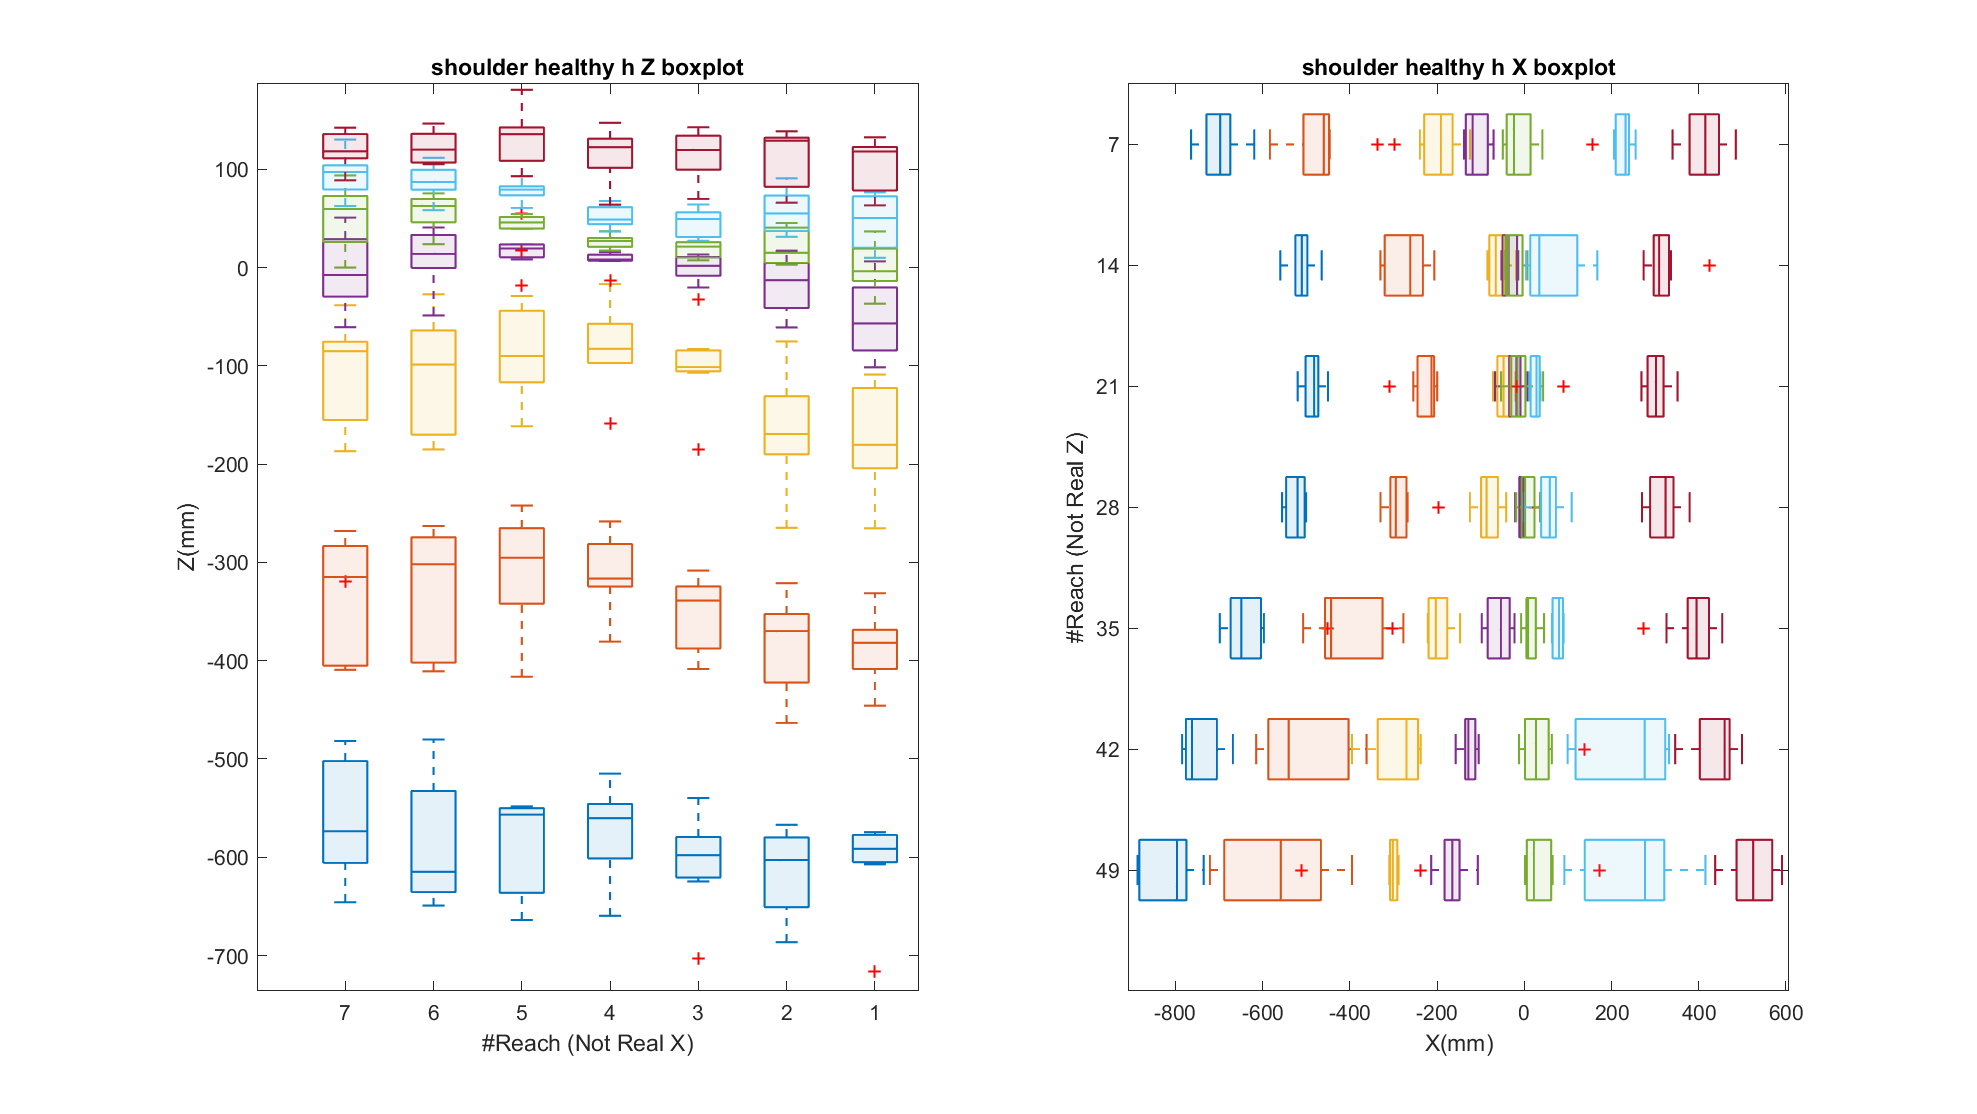 shoulder healthy h Z boxplot
100
0
-100
-200
-300
-400
-500
-600
-700
Z(mm)
7 6 5 4 3 2 1
#Reach (Not Real X)
shoulder healthy h X boxplot
7
14
21
28
35
42
49
#Reach (Not Real Z)
-800 -600 -400 -200 0 200 400 600
X(mm)